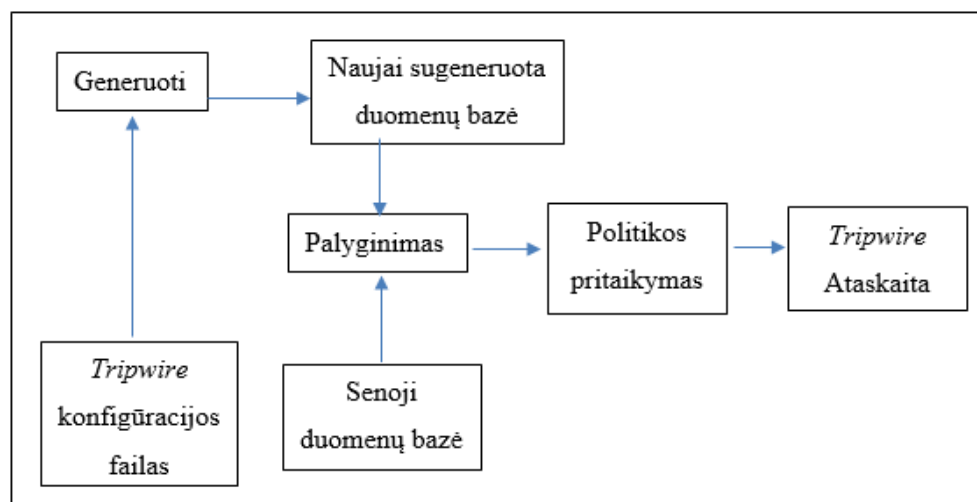 Generuoti
Naujai sugeneruota
duomenų bazė
Palyginimas
Politikos
pritaikymas
Tripwire
Ataskaita
Tripwire
konfigūracijos
failas
Senoji
duomenų bazė